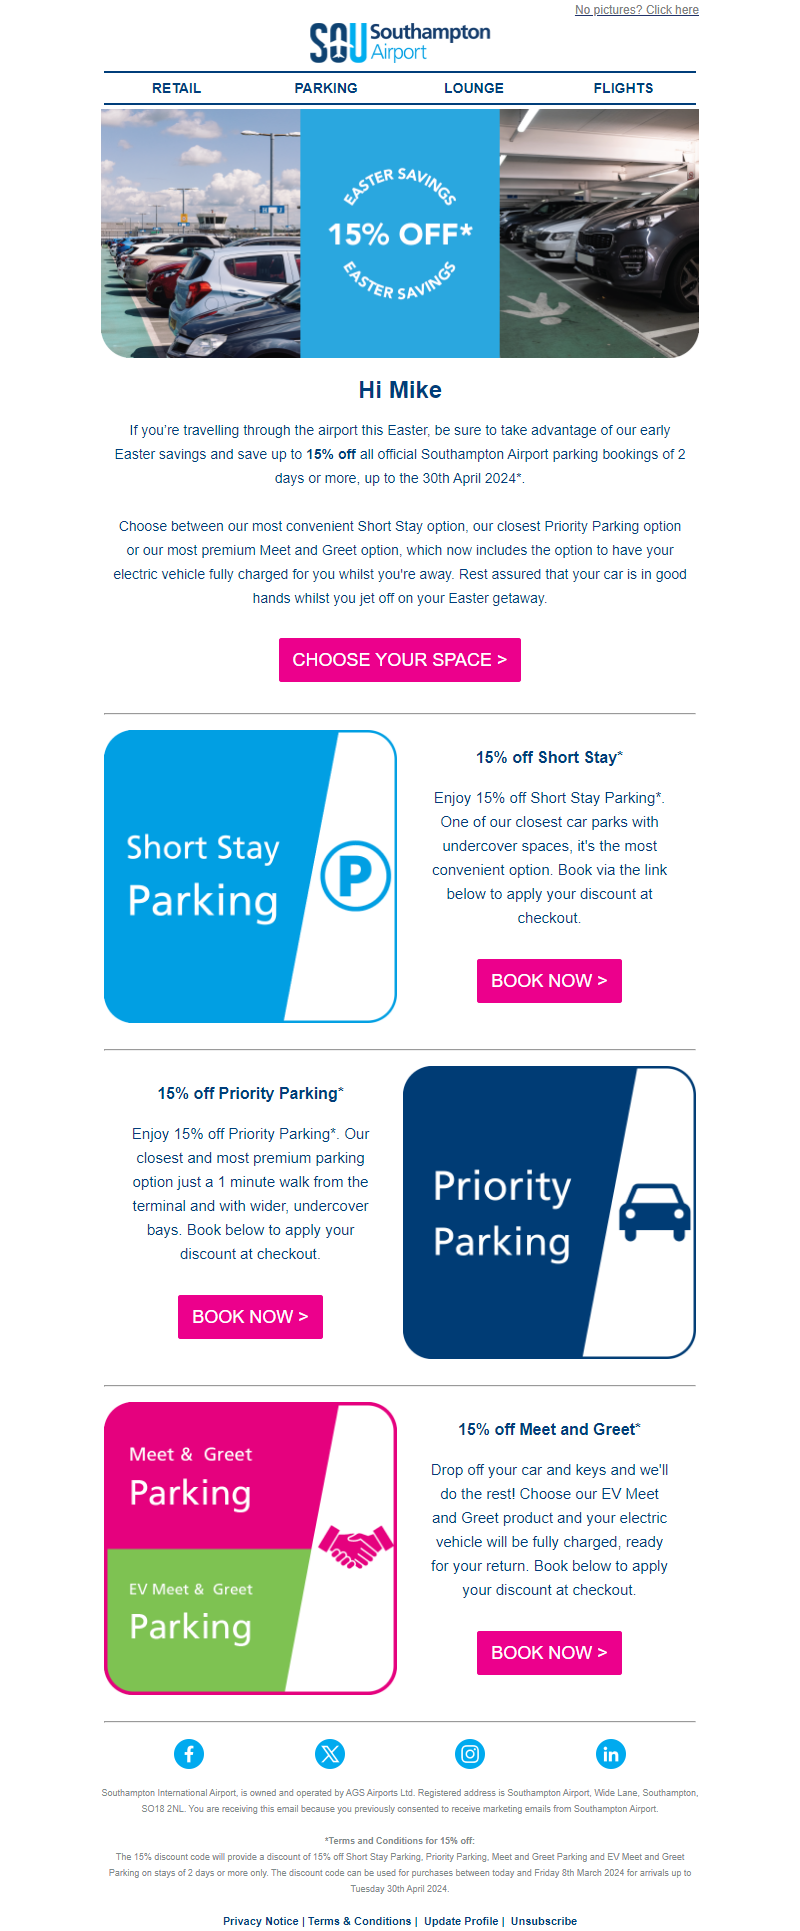 No pictures? Click here
SOU Southampton
Airport
RETAIL PARKING LOUNGE FLIGHTS
EASTER SAVINGS
15% OFF*
EASTER SAVINGS
Hi Mike
If you're travelling through the airport this Easter, be sure to take advantage of our early
Easter savings and save up to 15% off all official Southampton Airport parking bookings of 2
days or more, up to the 30th April 2024*.
Choose between our most convenient Short Stay option, our closest Priority Parking option
or our most premium Meet and Greet option, which now includes the option to have your
electric vehicle fully charged for you whilst you're away. Rest assured that your car is in good
hands whilst you jet off on your Easter getaway.
CHOOSE YOUR SPACE >
Short Stay
Parking
P
15% off Short Stay*
Enjoy 15% off Short Stay Parking*.
One of our closest car parks with
undercover spaces, it's the most
convenient option. Book via the link
below to apply your discount at
checkout.
BOOK NOW >
15% off Priority Parking*
Enjoy 15% off Priority Parking*. Our
closest and most premium parking
option just a 1 minute walk from the
terminal and with wider, undercover
bays. Book below to apply your
discount at checkout.
BOOK NOW >
Priority
Parking
Meet & Greet
Parking
EV Meet & Greet
Parking
15% off Meet and Greet*
Drop off your car and keys and we'll
do the rest! Choose our EV Meet
and Greet product and your electric
vehicle will be fully charged, ready
for your return. Book below to apply
your discount at checkout.
BOOK NOW >
Southampton International Airport, is owned and operated by AGS Airports Ltd. Registered address is Southampton Airport, Wide Lane, Southampton,
SO18 2NL. You are receiving this email because you previously consented to receive marketing emails from Southampton Airport.
*Terms and Conditions for 15% off:
The 15% discount code will provide a discount of 15% off Short Stay Parking, Priority Parking, Meet and Greet Parking and EV Meet and Greet
Parking on stays of 2 days or more only. The discount code can be used for purchases between today and Friday 8th March 2024 for arrivals up to
Tuesday 30th April 2024.
Privacy Notice | Terms & Conditions | Update Profile | Unsubscribe